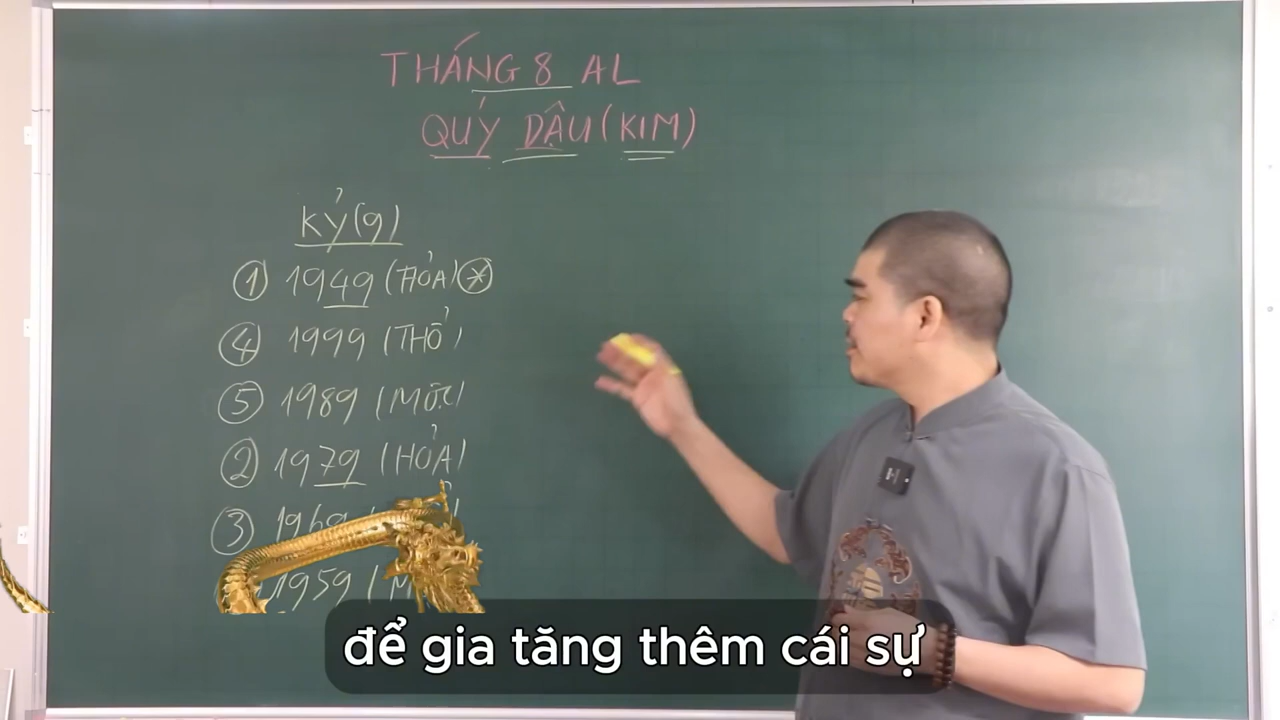 THÁNG 8 AL
QUÝ DẬU (KIM)
KỶ (9)
① 1949 (HỎA) *
④ 1999 (THỔ)
⑤ 1989 (MỘC)
② 1979 (HỎA)
③ 1969
1959 (M
để gia tăng thêm cái sự